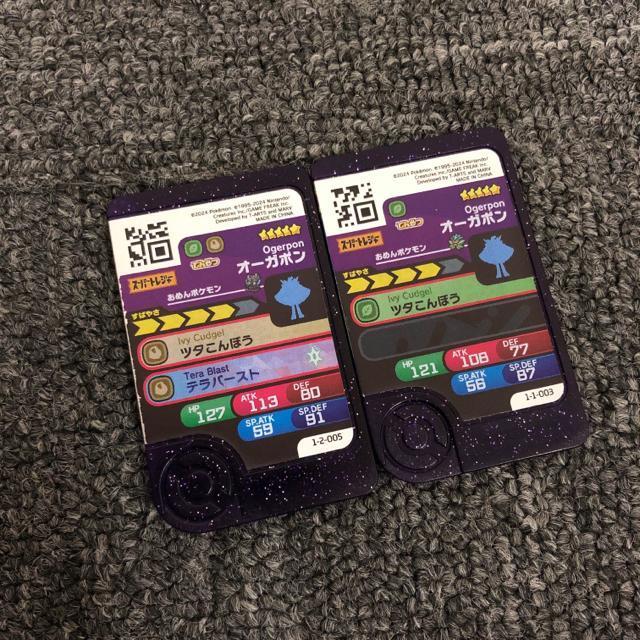 ©2024 Pokémon. ©1995-2024 Nintendo/
Creatures Inc./GAME FREAK inc.
Developed by T-ARTS and MARV
MADE IN CHINA
★★★★★
Ogerpon
オーガポン
スーパートレジャー
おめんポケモン
すばやさ
Ivy Cudgel
ツタこんぼう
Tera Blast
テラバースト
HP
127
ATK
113
DEF
80
SP.ATK
59
SP.DEF
91
1-2-005
©2024 Pokémon. ©1995-2024 Nintendo/
Creatures Inc./GAME FREAK inc.
Developed by T-ARTS and MARV
MADE IN CHINA
★★★★★
Ogerpon
オーガポン
スーパートレジャー
おめんポケモン
すばやさ
Ivy Cudgel
ツタこんぼう
HP
121
ATK
108
DEF
77
SP.ATK
56
SP.DEF
87
1-1-003